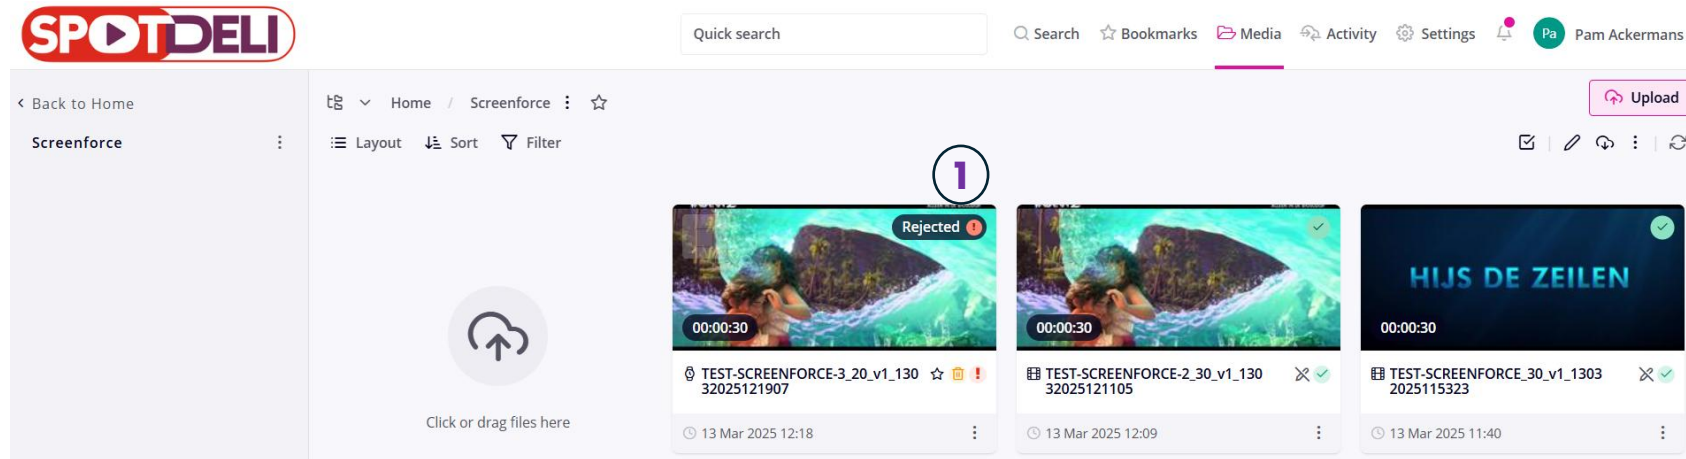 SPOTDELI
Quick search
Search
Bookmarks
Media
Activity
Settings
Pa
Pam Ackermans
Back to Home
Home / Screenforce
Upload
Screenforce
Layout
Sort
Filter
1
Click or drag files here
Rejected
00:00:30
TEST-SCREENFORCE-3_20_v1_130
32025121907
13 Mar 2025 12:18
00:00:30
TEST-SCREENFORCE-2_30_v1_130
32025121105
13 Mar 2025 12:09
HIJS DE ZEILEN
00:00:30
TEST-SCREENFORCE_30_v1_1303
2025115323
13 Mar 2025 11:40